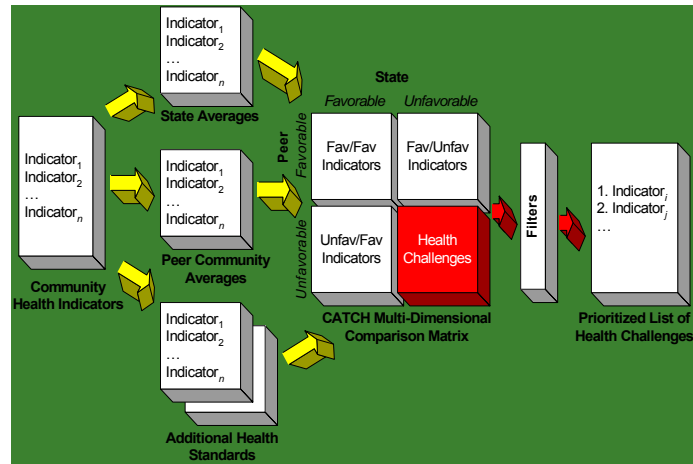 Indicator1
Indicator2
…
Indicatorn
Community
Health Indicators
Indicator1
Indicator2
…
Indicatorn
State Averages
Indicator1
Indicator2
…
Indicatorn
Peer Community
Averages
Indicator1
Indicator2
…
Indicatorn
Additional Health
Standards
State
Favorable Unfavorable
Peer
Favorable
Unfavorable
Fav/Fav
Indicators
Fav/Unfav
Indicators
Unfav/Fav
Indicators
Health
Challenges
CATCH Multi-Dimensional
Comparison Matrix
Filters
1. Indicatori
2. Indicatorj
…
Prioritized List of
Health Challenges